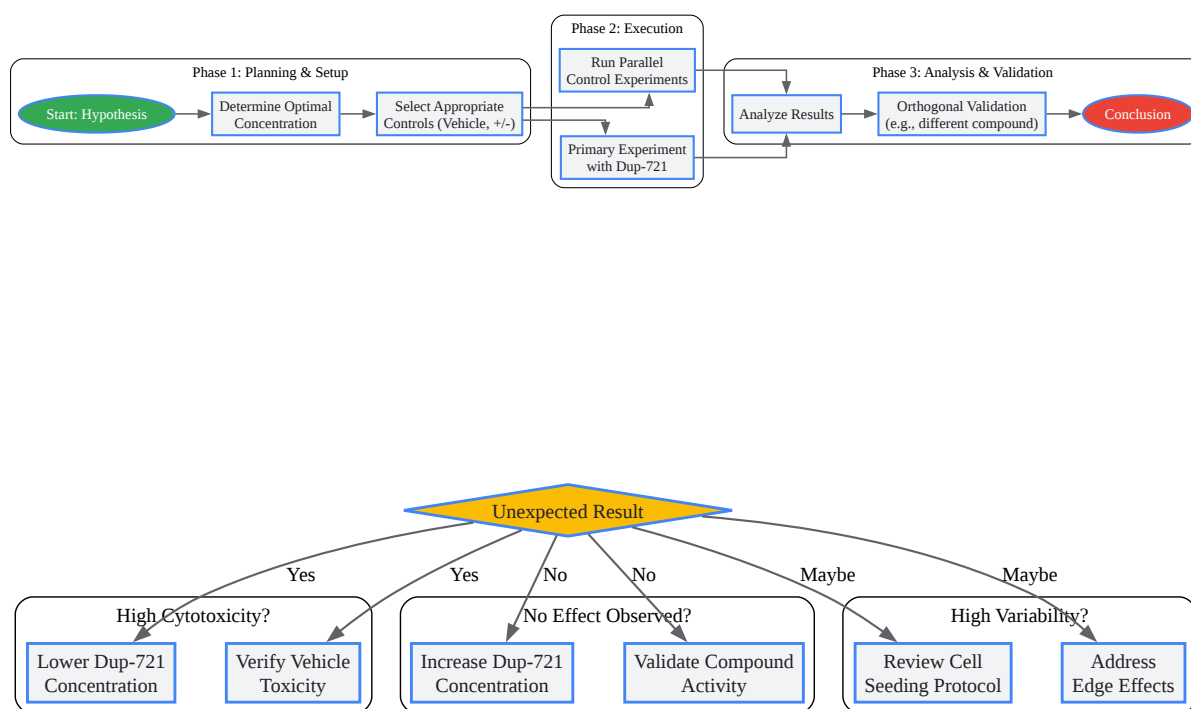 Phase 1: Planning & Setup
Start: Hypothesis
Determine Optimal
Concentration
Select Appropriate
Controls (Vehicle, +/-)
Phase 2: Execution
Run Parallel
Control Experiments
Primary Experiment
with Dup-721
Phase 3: Analysis & Validation
Analyze Results
Orthogonal Validation
(e.g., different compound)
Conclusion
Unexpected Result
Yes
Yes
No
No
Maybe
Maybe
High Cytotoxicity?
Lower Dup-721
Concentration
Verify Vehicle
Toxicity
No Effect Observed?
Increase Dup-721
Concentration
Validate Compound
Activity
High Variability?
Review Cell
Seeding Protocol
Address
Edge Effects